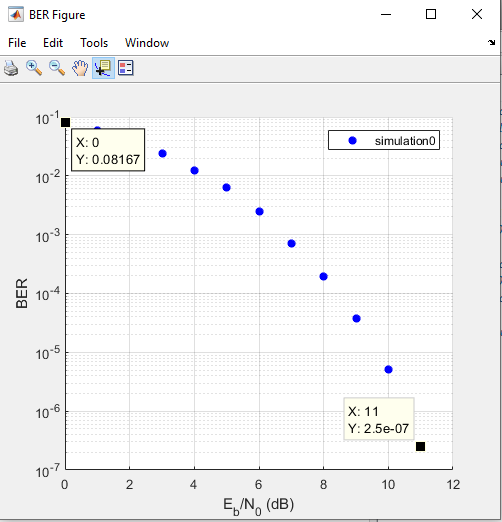 BER Figure
File Edit Tools Window
10^-1
simulation0
X: 0
Y: 0.08167
10^-2
10^-3
BER
10^-4
10^-5
X: 11
Y: 2.5e-07
10^-6
10^-7
0 2 4 6 8 10 12
E_b/N_0 (dB)